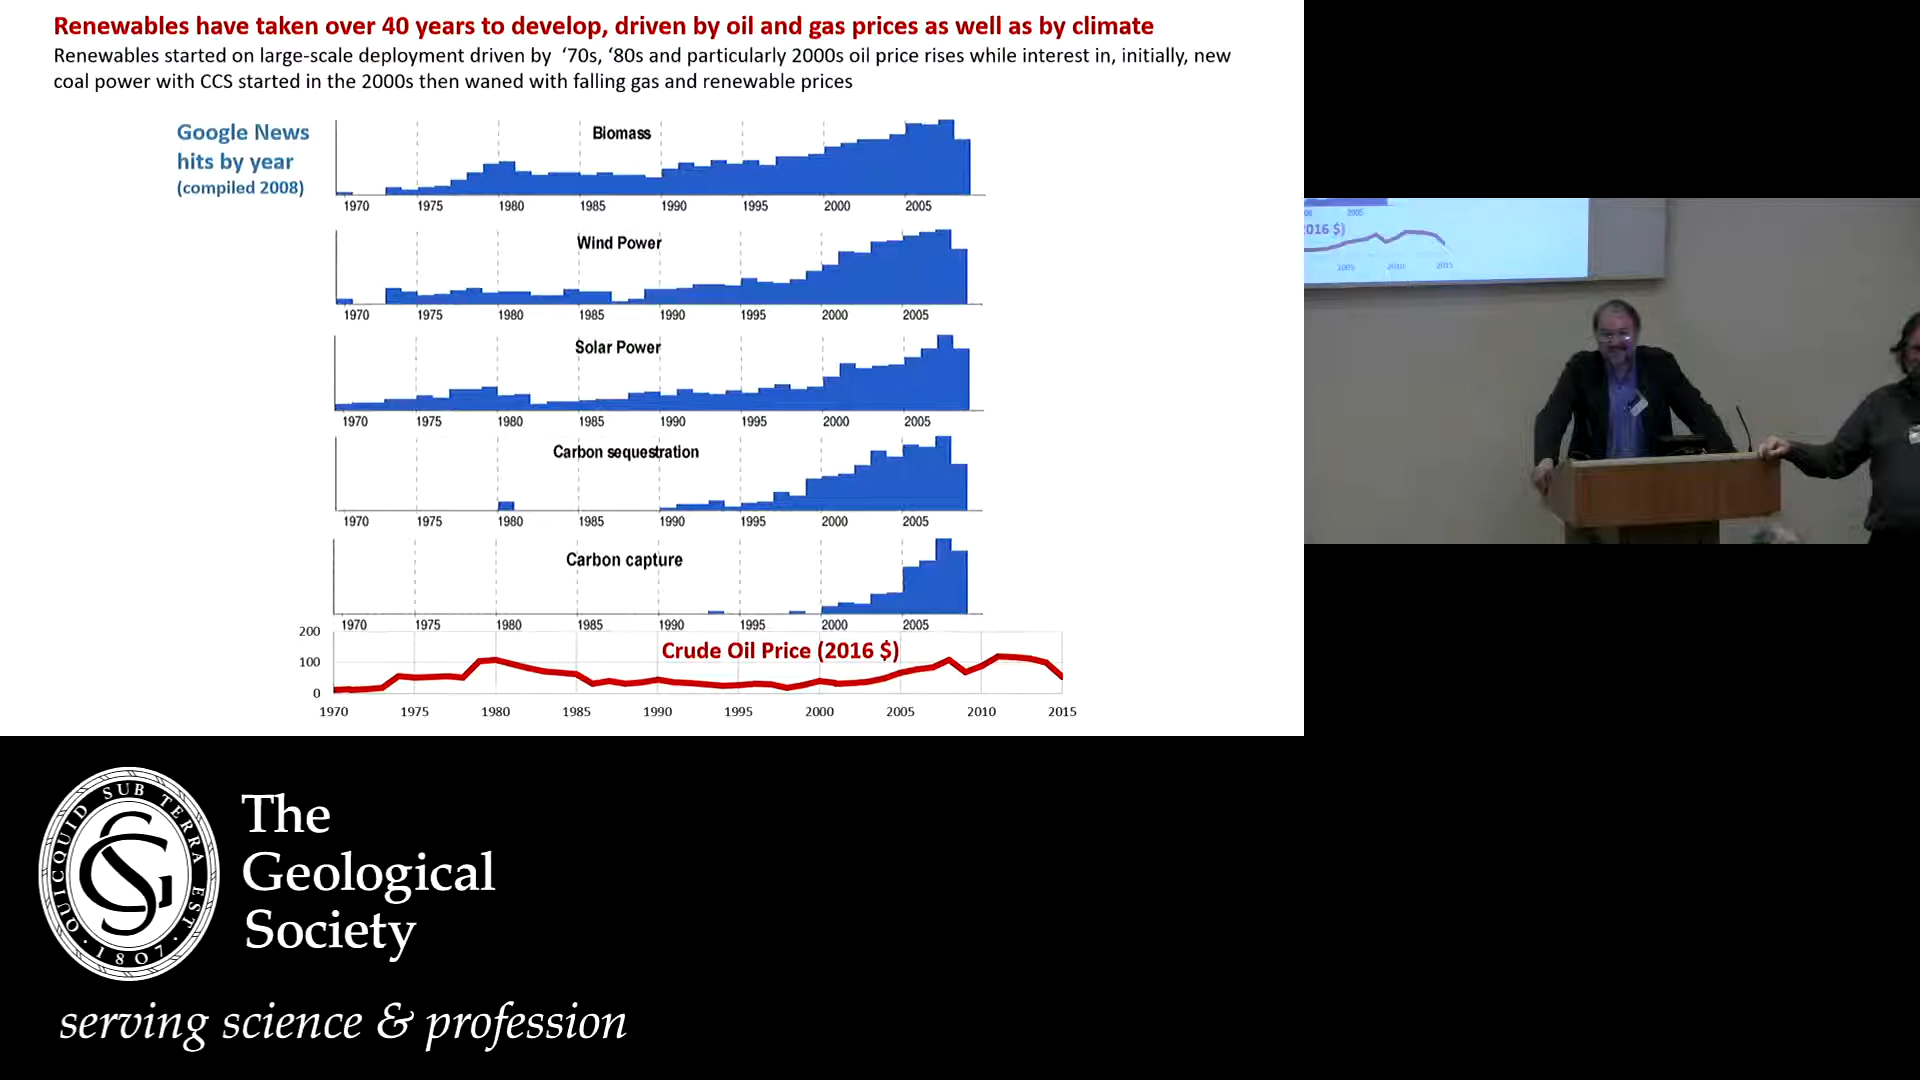 Renewables have taken over 40 years to develop, driven by oil and gas prices as well as by climate
Renewables started on large-scale deployment driven by ‘70s, ‘80s and particularly 2000s oil price rises while interest in, initially, new
coal power with CCS started in the 2000s then waned with falling gas and renewable prices
Google News
hits by year
(compiled 2008)
Biomass
1970 1975 1980 1985 1990 1995 2000 2005
Wind Power
1970 1975 1980 1985 1990 1995 2000 2005
Solar Power
1970 1975 1980 1985 1990 1995 2000 2005
Carbon sequestration
1970 1975 1980 1985 1990 1995 2000 2005
Carbon capture
1970 1975 1980 1985 1990 1995 2000 2005
200
Crude Oil Price (2016 $)
100
0
1970 1975 1980 1985 1990 1995 2000 2005 2010 2015
2005
016 $)
2005 2010 2015
QUICQUID SUB TERRA EST
1807
The
Geological
Society
serving science & profession